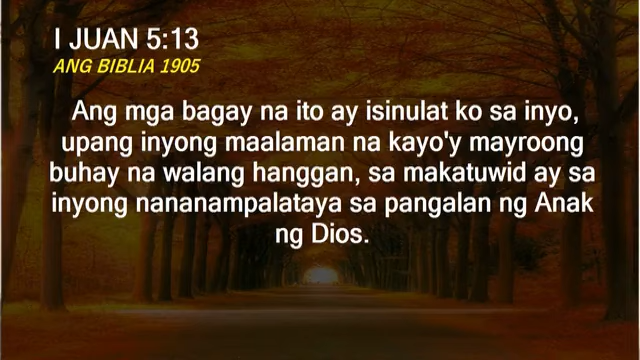 I JUAN 5:13
ANG BIBLIA 1905
Ang mga bagay na ito ay isinulat ko sa inyo,
upang inyong maalaman na kayo'y mayroong
buhay na walang hanggan, sa makatuwid ay sa
inyong nananampalataya sa pangalan ng Anak
ng Dios.